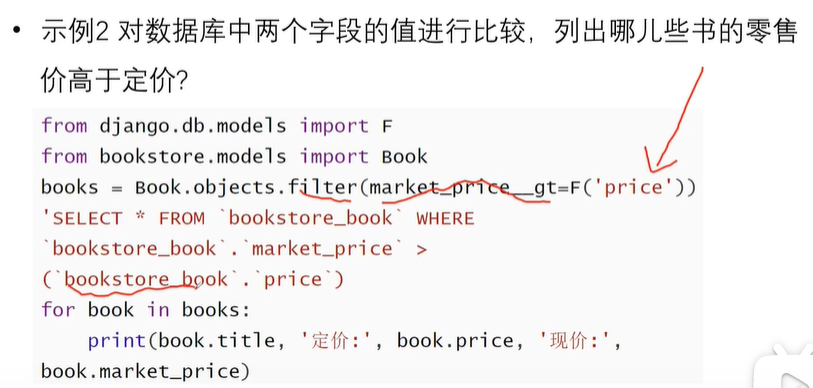 • 示例2 对数据库中两个字段的值进行比较，列出哪儿些书的零售
价高于定价?
from django.db.models import F
from bookstore.models import Book
books = Book.objects.filter(market_price__gt=F('price'))
'SELECT * FROM `bookstore_book` WHERE
`bookstore_book`.`market_price` >
(`bookstore_book`.`price`)
for book in books:
    print(book.title, '定价:', book.price, '现价:',
book.market_price)